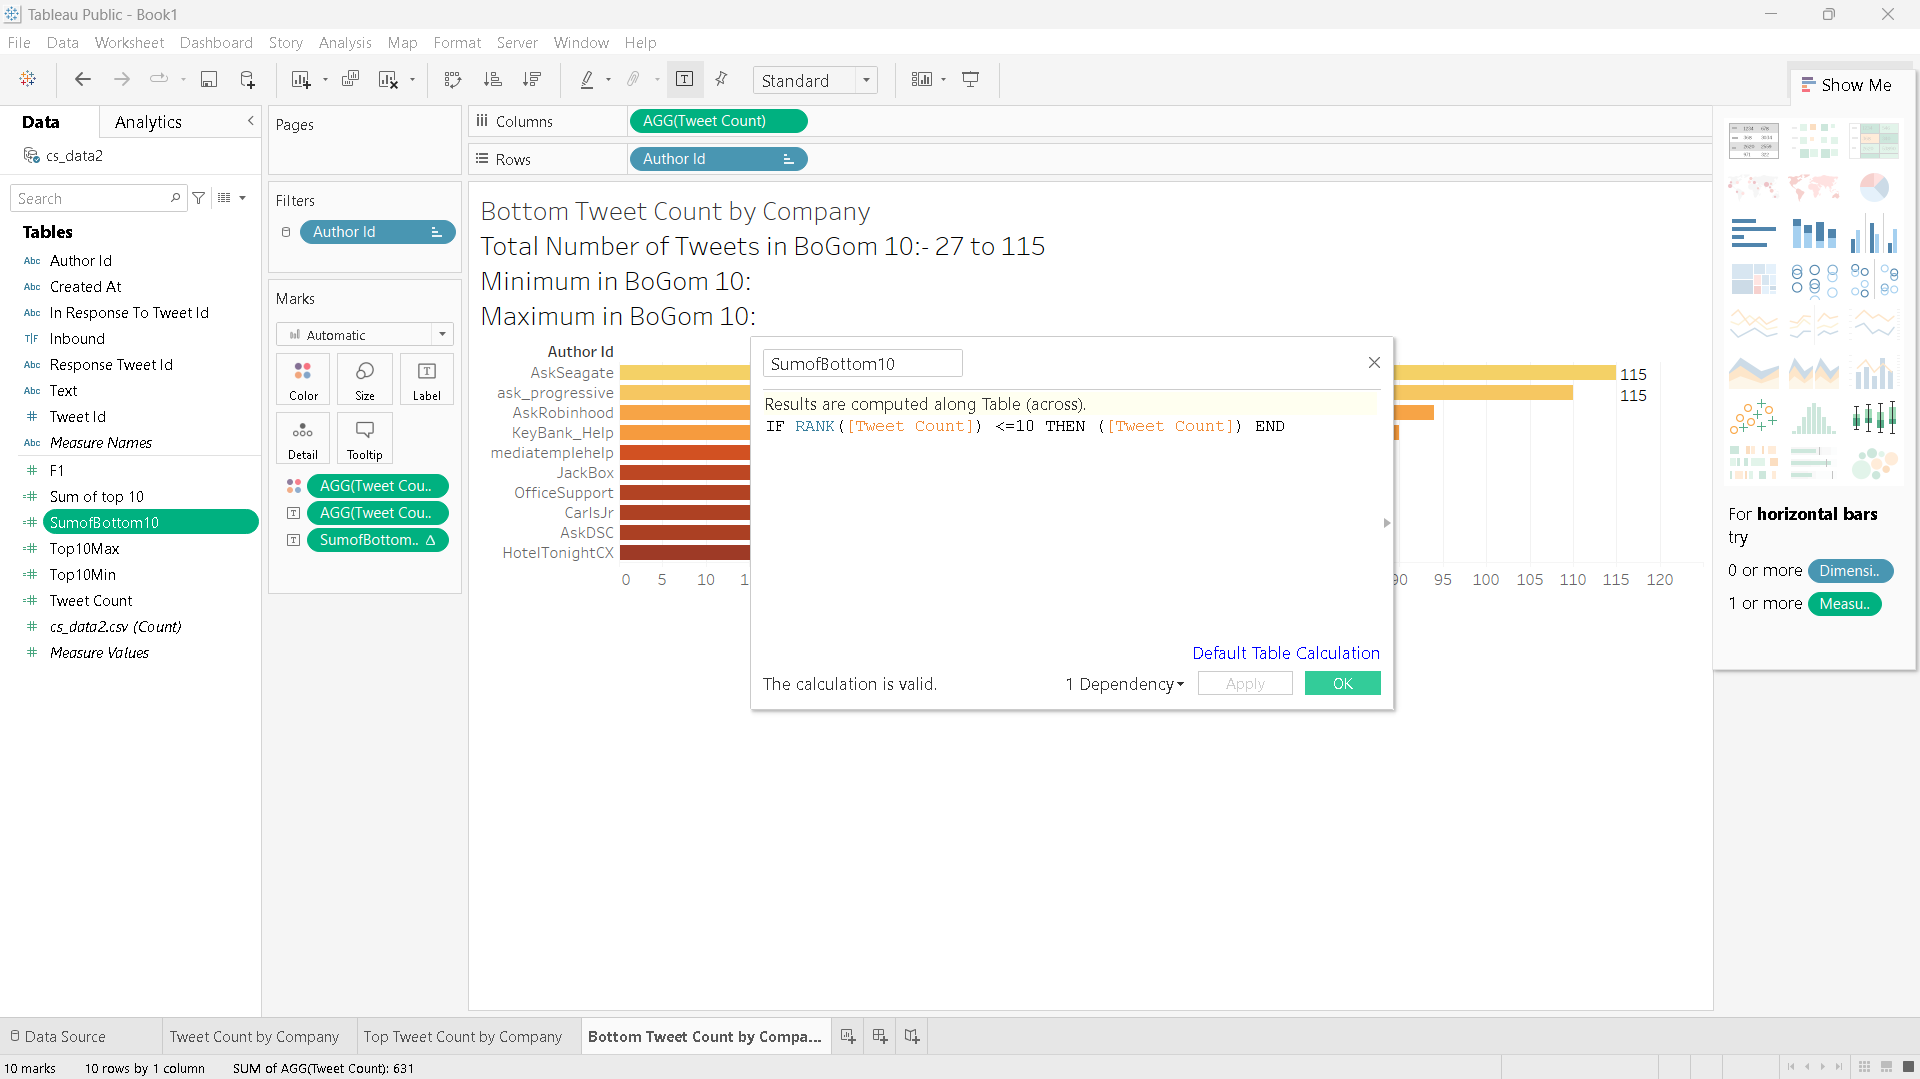 Tableau Public - Book1
File Data Worksheet Dashboard Story Analysis Map Format Server Window Help
Standard
Show Me
Data
Analytics
cs_data2
Search
Tables
Abc Author Id
Abc Created At
Abc In Response To Tweet Id
T|F Inbound
Abc Response Tweet Id
Abc Text
# Tweet Id
Abc Measure Names
# F1
=# Sum of top 10
=# SumofBottom10
=# Top10Max
=# Top10Min
=# Tweet Count
# cs_data2.csv (Count)
# Measure Values
Pages
Filters
Author Id
Marks
Automatic
Color Size Label
Detail Tooltip
AGG(Tweet Cou..
AGG(Tweet Cou..
SumofBottom.. Δ
Columns AGG(Tweet Count)
Rows Author Id
Bottom Tweet Count by Company
Total Number of Tweets in BoGom 10:- 27 to 115
Minimum in BoGom 10:
Maximum in BoGom 10:
Author Id
AskSeagate
ask_progressive
AskRobinhood
KeyBank_Help
mediatemplehelp
JackBox
OfficeSupport
CarlsJr
AskDSC
HotelTonightCX
115
115
0 5 10 1 90 95 100 105 110 115 120
SumofBottom10
Results are computed along Table (across).
IF RANK([Tweet Count]) <=10 THEN ([Tweet Count]) END
Default Table Calculation
The calculation is valid.
1 Dependency
Apply
OK
For horizontal bars
try
0 or more Dimensi..
1 or more Measu..
Data Source
Tweet Count by Company
Top Tweet Count by Company
Bottom Tweet Count by Compa...
10 marks
10 rows by 1 column
SUM of AGG(Tweet Count): 631